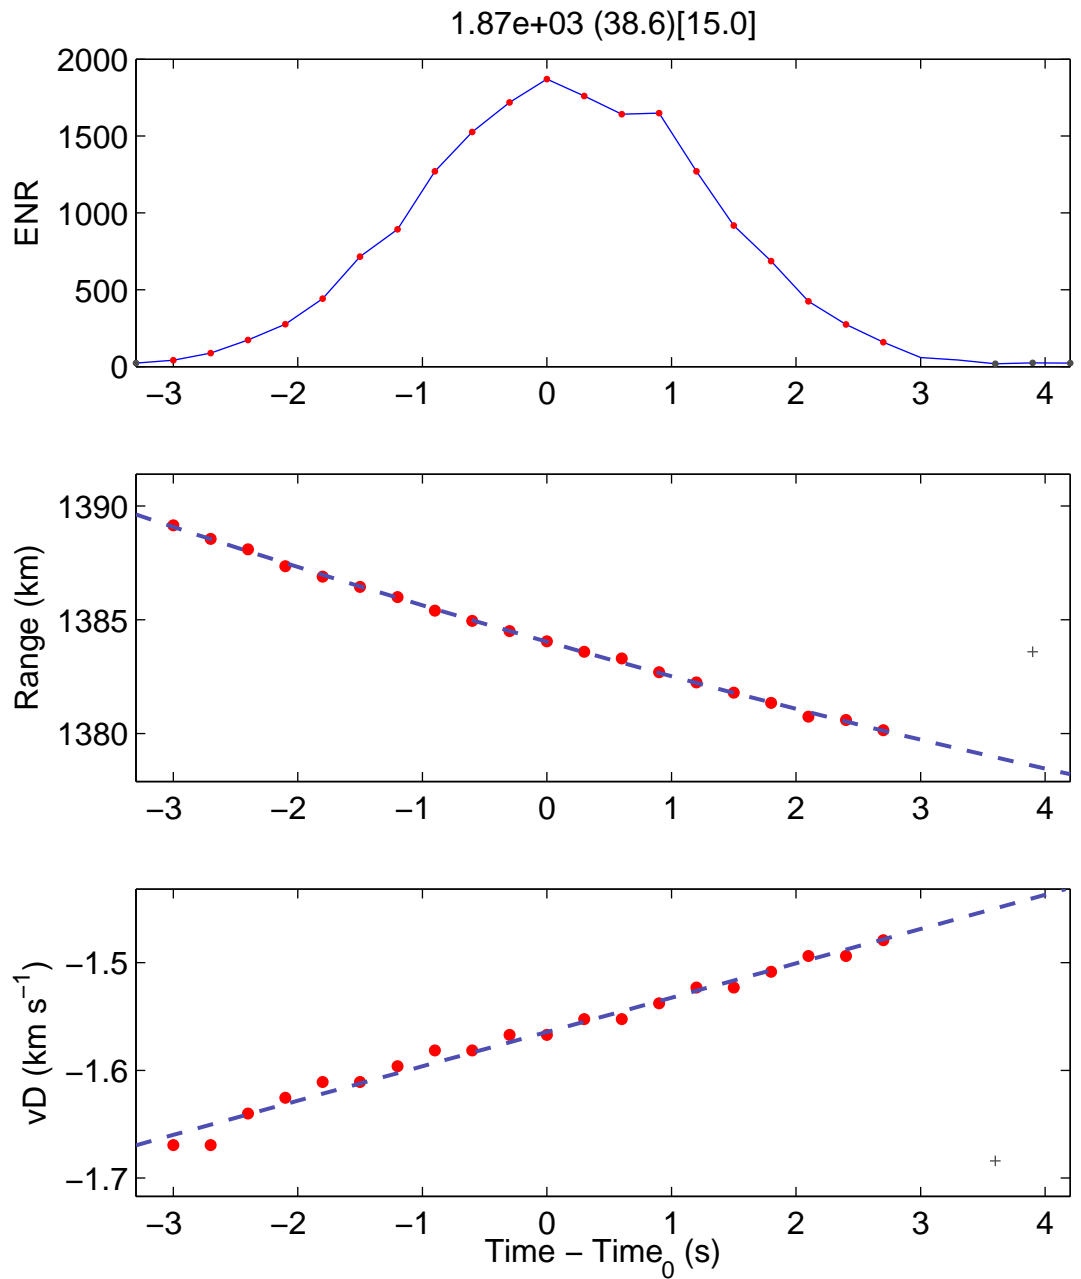 1.87e+03 (38.6)[15.0]
2000
1500
1000
500
0
ENR
−3 −2 −1 0 1 2 3 4
1390
1385
1380
Range (km)
−3 −2 −1 0 1 2 3 4
−1.5
−1.6
−1.7
vD (km s⁻¹)
−3 −2 −1 0 1 2 3 4
Time − Time₀ (s)